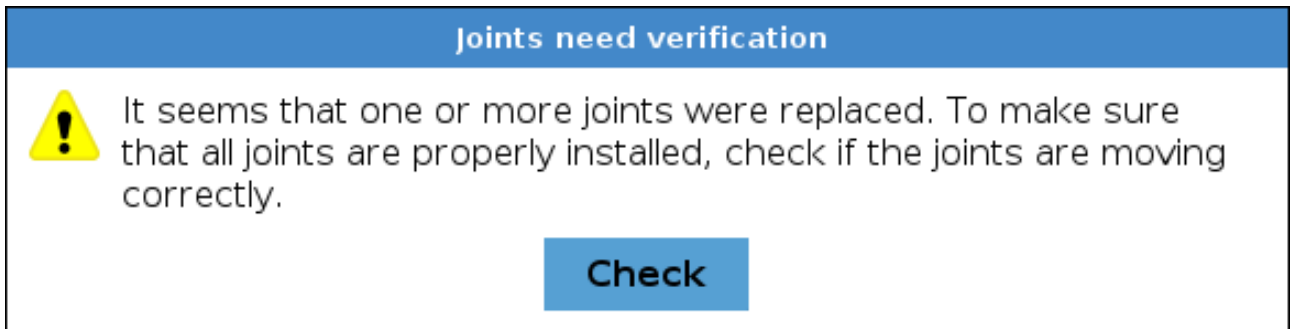 Joints need verification
It seems that one or more joints were replaced. To make sure
that all joints are properly installed, check if the joints are moving
correctly.
Check